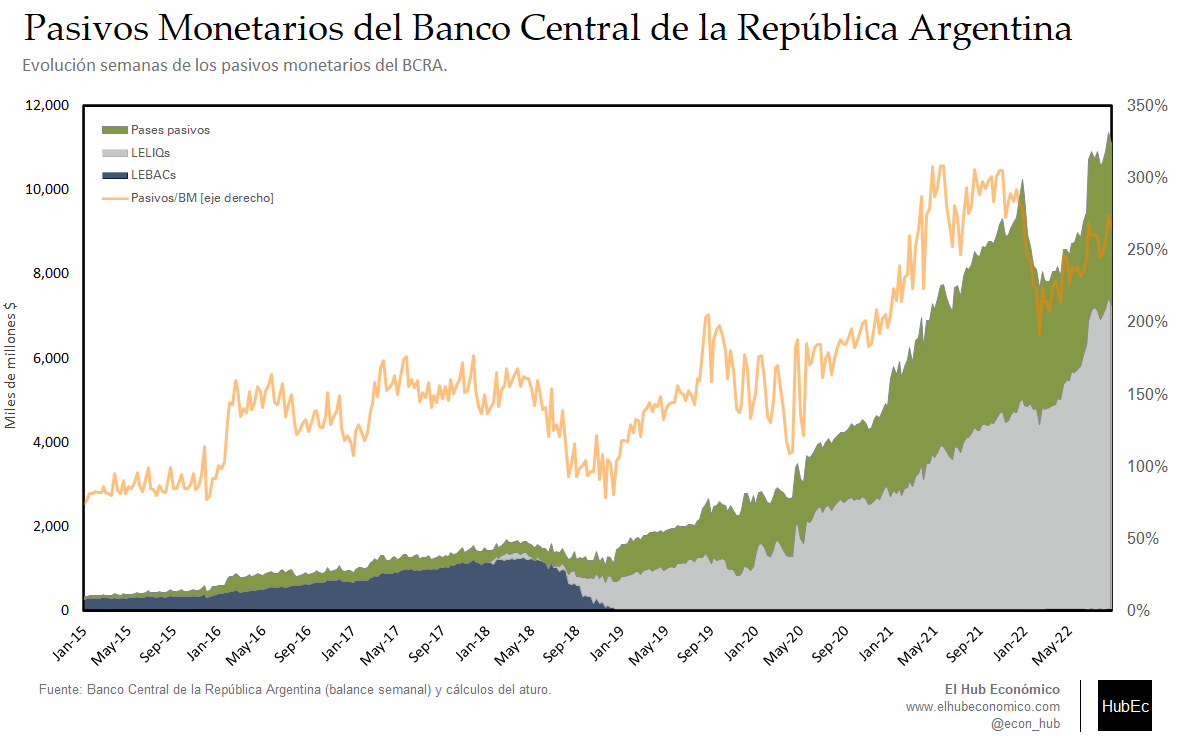 Pasivos Monetarios del Banco Central de la República Argentina
Evolución semanas de los pasivos monetarios del BCRA.
12,000
10,000
8,000
6,000
4,000
2,000
0
Miles de millones $
Pases pasivos
LELIQs
LEBACs
Pasivos/BM [eje derecho]
350%
300%
250%
200%
150%
100%
50%
0%
Jan-15
May-15
Sep-15
Jan-16
May-16
Sep-16
Jan-17
May-17
Sep-17
Jan-18
May-18
Sep-18
Jan-19
May-19
Sep-19
Jan-20
May-20
Sep-20
Jan-21
May-21
Sep-21
Jan-22
May-22
Fuente: Banco Central de la República Argentina (balance semanal) y cálculos del aturo.
El Hub Económico
www.elhubeconomico.com
@econ_hub
HubEc